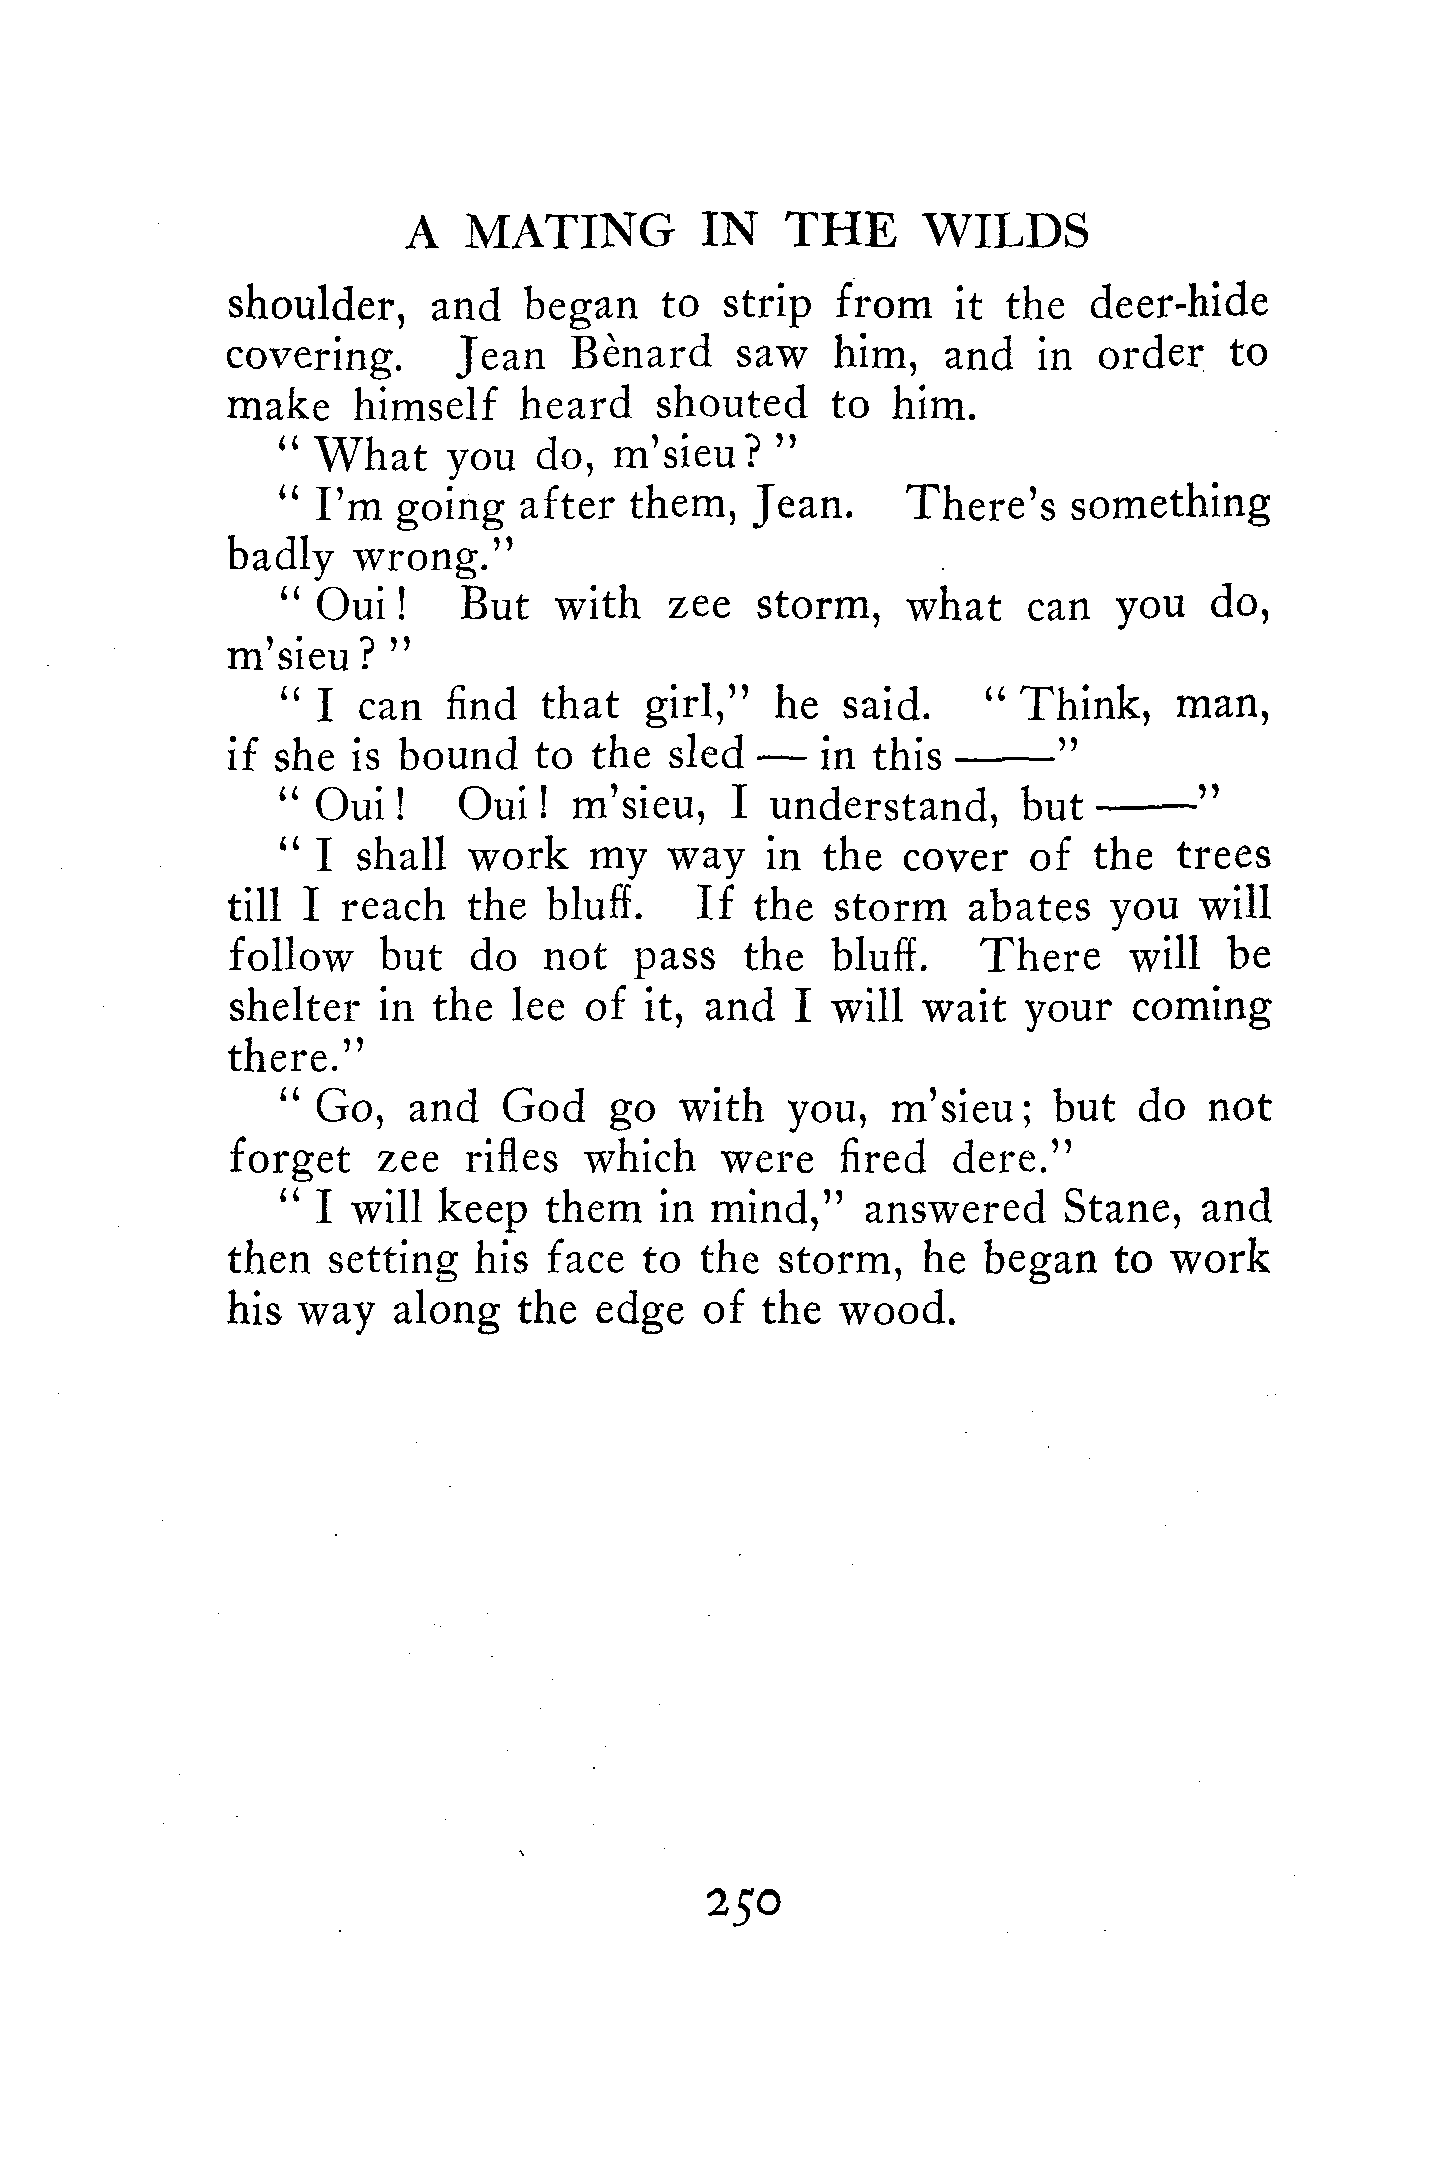 A MATING IN THE WILDS
shoulder, and began to strip from it the deer-hide
covering. Jean Bènard saw him, and in order to
make himself heard shouted to him.
“ What you do, m’sieu? ”
“ I’m going after them, Jean. There’s something
badly wrong.”
“ Oui! But with zee storm, what can you do,
m’sieu? ”
“ I can find that girl,” he said. “ Think, man,
if she is bound to the sled — in this ——”
“ Oui! Oui! m’sieu, I understand, but ——”
“ I shall work my way in the cover of the trees
till I reach the bluff. If the storm abates you will
follow but do not pass the bluff. There will be
shelter in the lee of it, and I will wait your coming
there.”
“ Go, and God go with you, m’sieu; but do not
forget zee rifles which were fired dere.”
“ I will keep them in mind,” answered Stane, and
then setting his face to the storm, he began to work
his way along the edge of the wood.
250